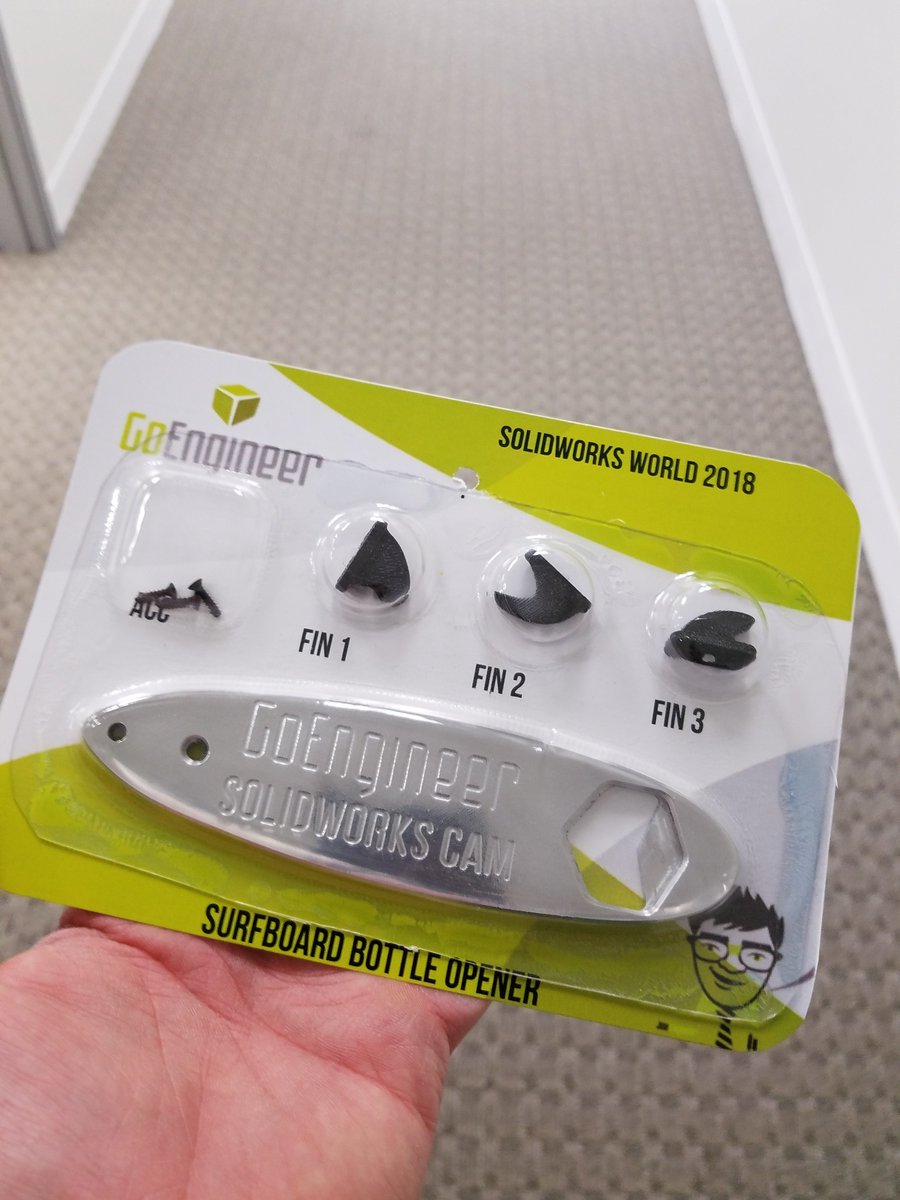 GoEngineer
SOLIDWORKS WORLD 2018
ACC
FIN 1
FIN 2
FIN 3
GoEngineer
SOLIDWORKS CAM
SURFBOARD BOTTLE OPENER